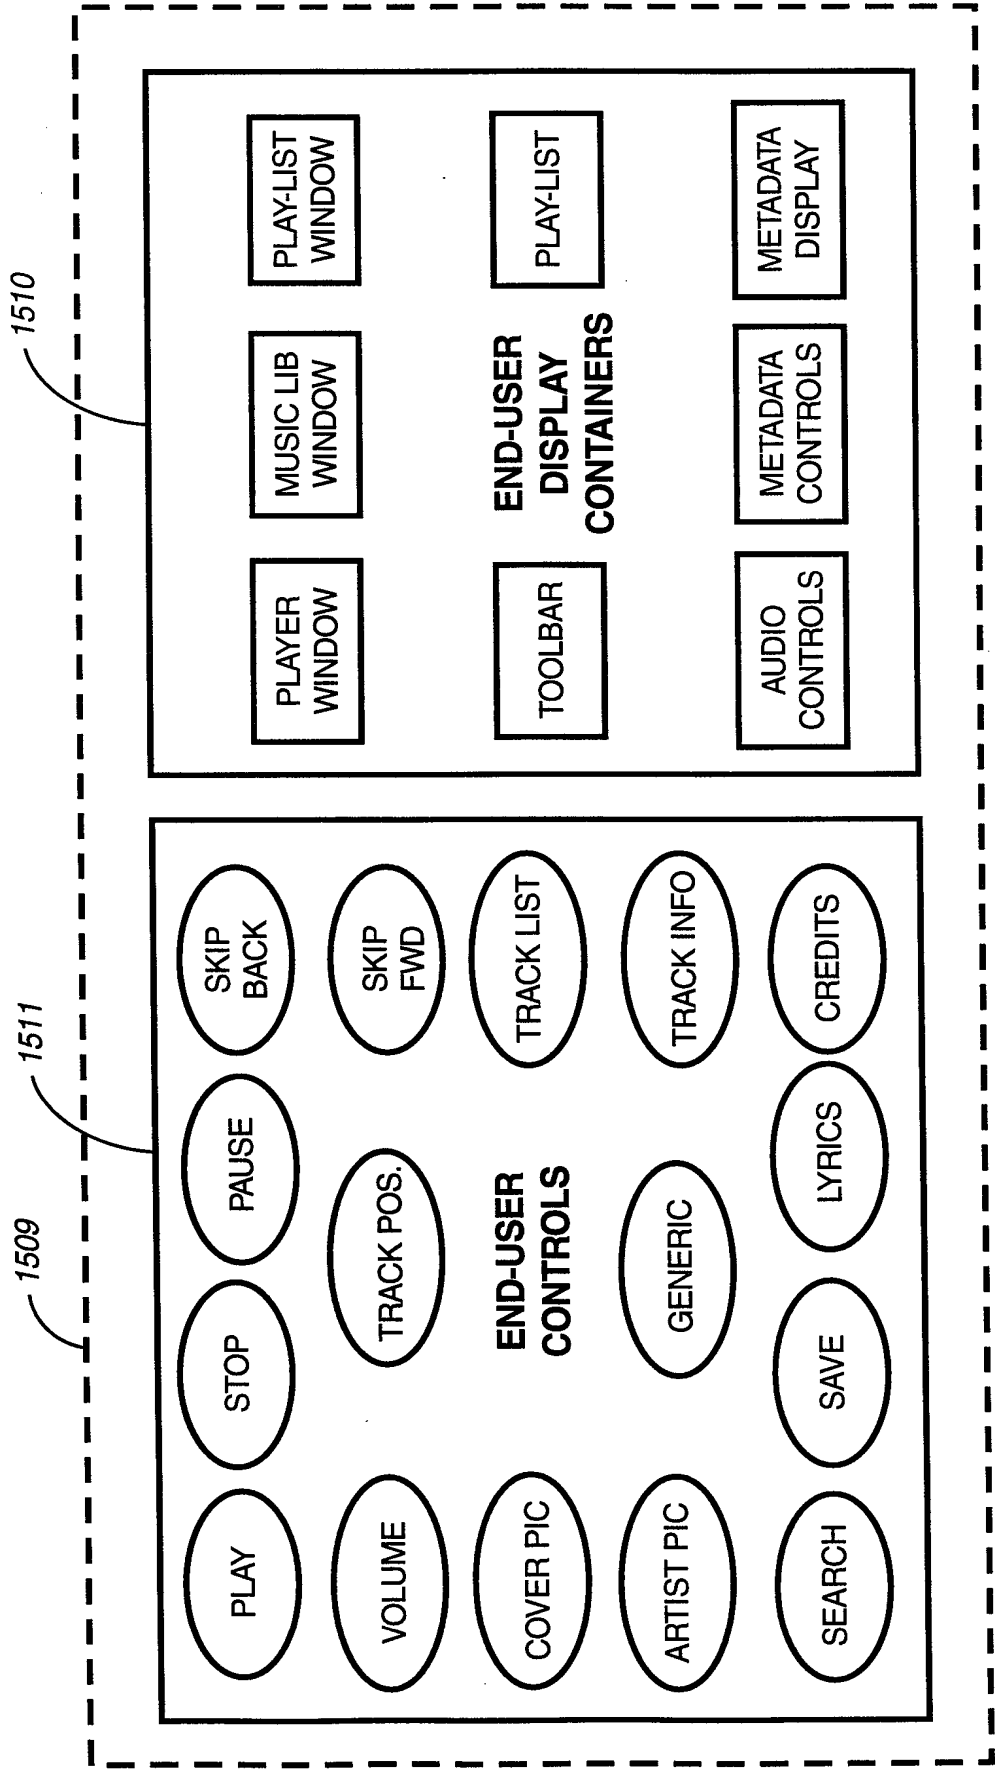 1509
1511
1510
PLAY
STOP
PAUSE
SKIP
BACK
VOLUME
TRACK POS.
SKIP
FWD
COVER PIC
END-USER
CONTROLS
TRACK LIST
ARTIST PIC
GENERIC
TRACK INFO
SEARCH
SAVE
LYRICS
CREDITS
PLAYER
WINDOW
MUSIC LIB
WINDOW
PLAY-LIST
WINDOW
TOOLBAR
END-USER
DISPLAY
CONTAINERS
PLAY-LIST
AUDIO
CONTROLS
METADATA
CONTROLS
METADATA
DISPLAY